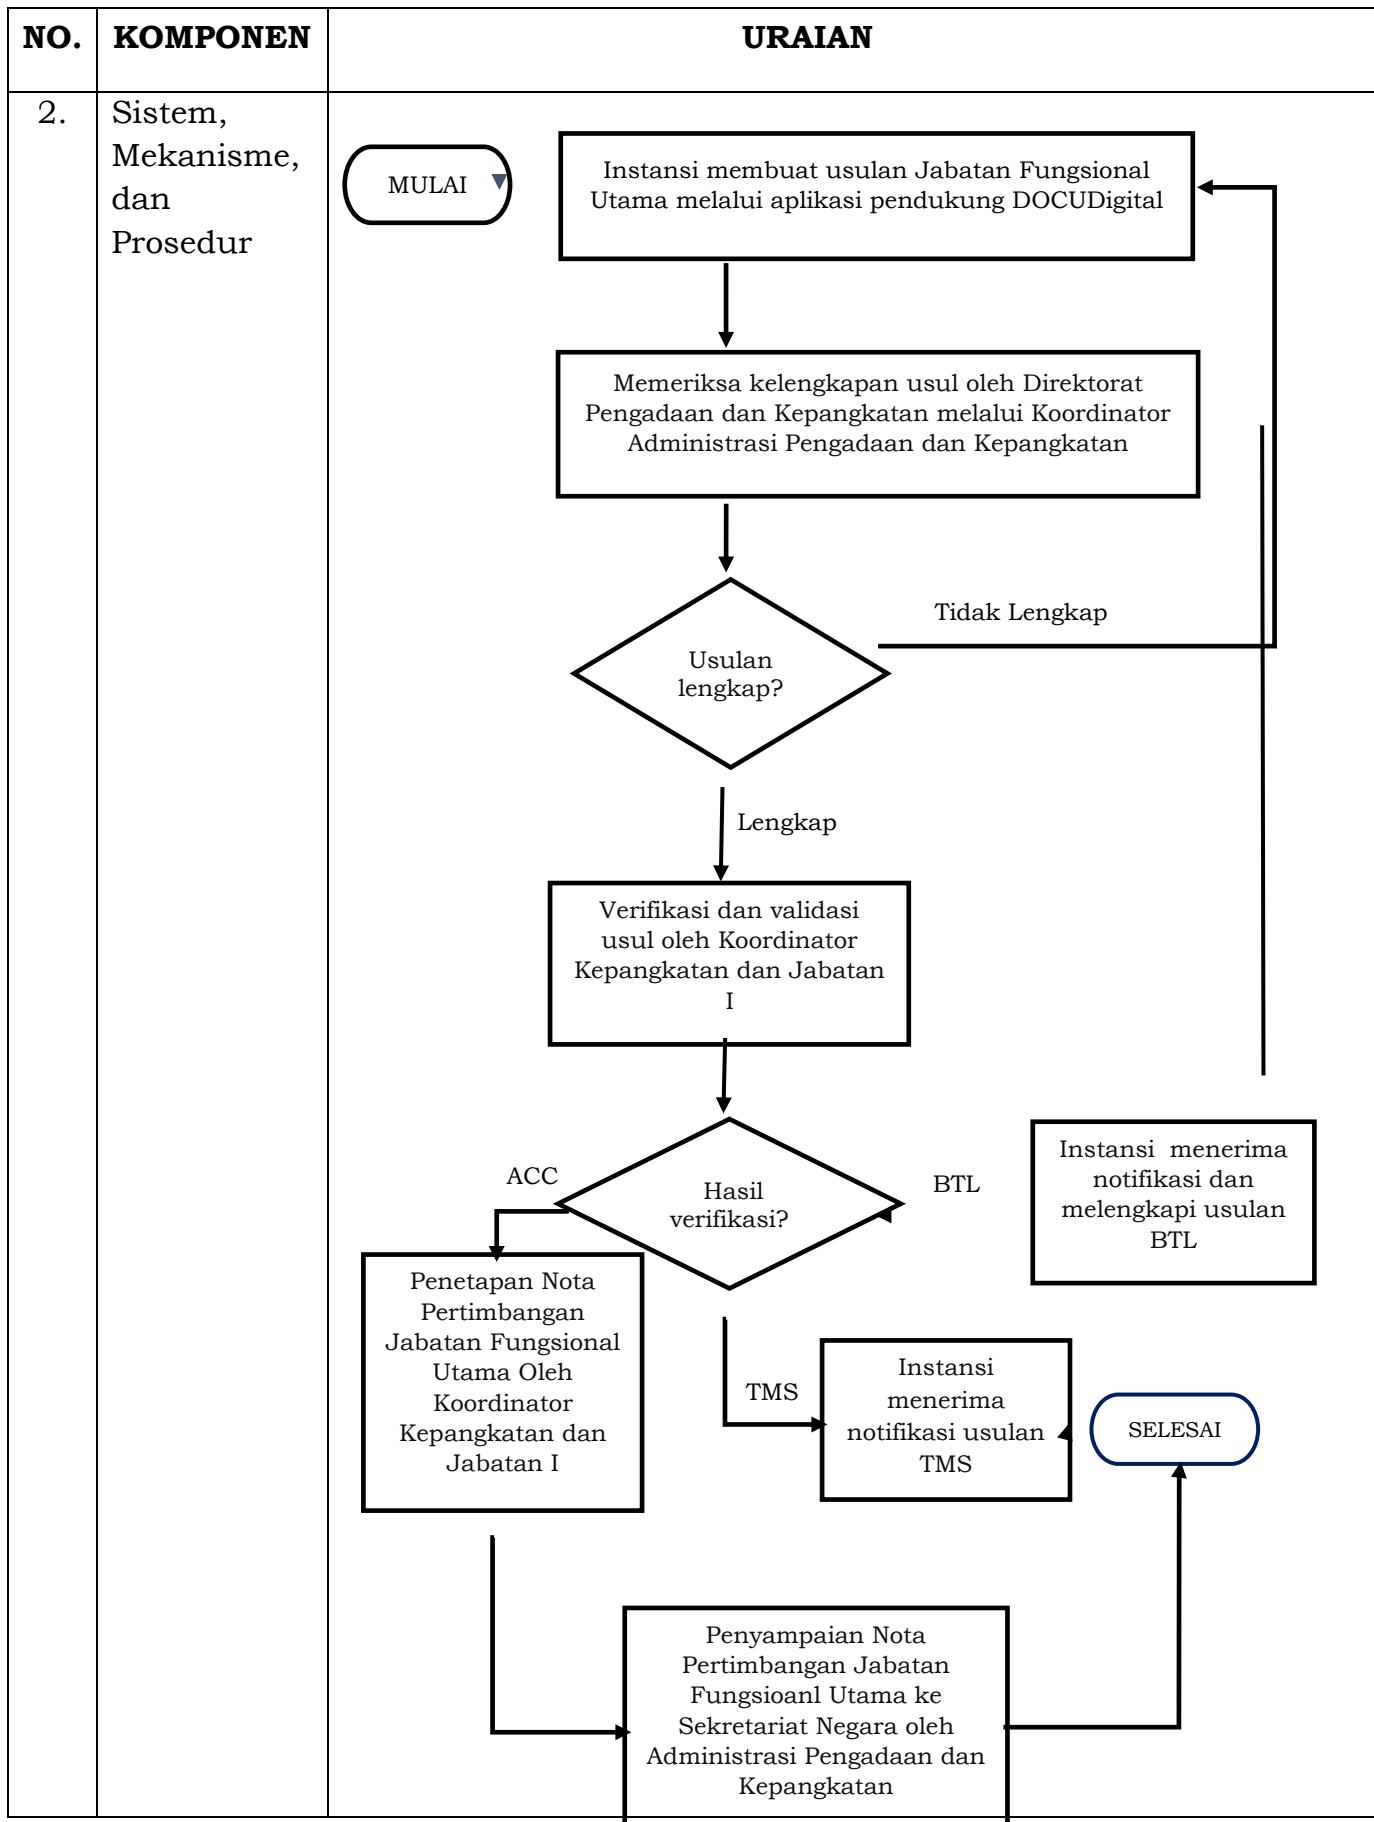 NO.
KOMPONEN
URAIAN
2.
Sistem,
Mekanisme,
dan
Prosedur
MULAI
Instansi membuat usulan Jabatan Fungsional
Utama melalui aplikasi pendukung DOCUDigital
Memeriksa kelengkapan usul oleh Direktorat
Pengadaan dan Kepangkatan melalui Koordinator
Administrasi Pengadaan dan Kepangkatan
Usulan
lengkap?
Tidak Lengkap
Lengkap
Verifikasi dan validasi
usul oleh Koordinator
Kepangkatan dan Jabatan
I
Hasil
verifikasi?
ACC
BTL
Instansi menerima
notifikasi dan
melengkapi usulan
BTL
Penetapan Nota
Pertimbangan
Jabatan Fungsional
Utama Oleh
Koordinator
Kepangkatan dan
Jabatan I
TMS
Instansi
menerima
notifikasi usulan
TMS
SELESAI
Penyampaian Nota
Pertimbangan Jabatan
Fungsioanl Utama ke
Sekretariat Negara oleh
Administrasi Pengadaan dan
Kepangkatan